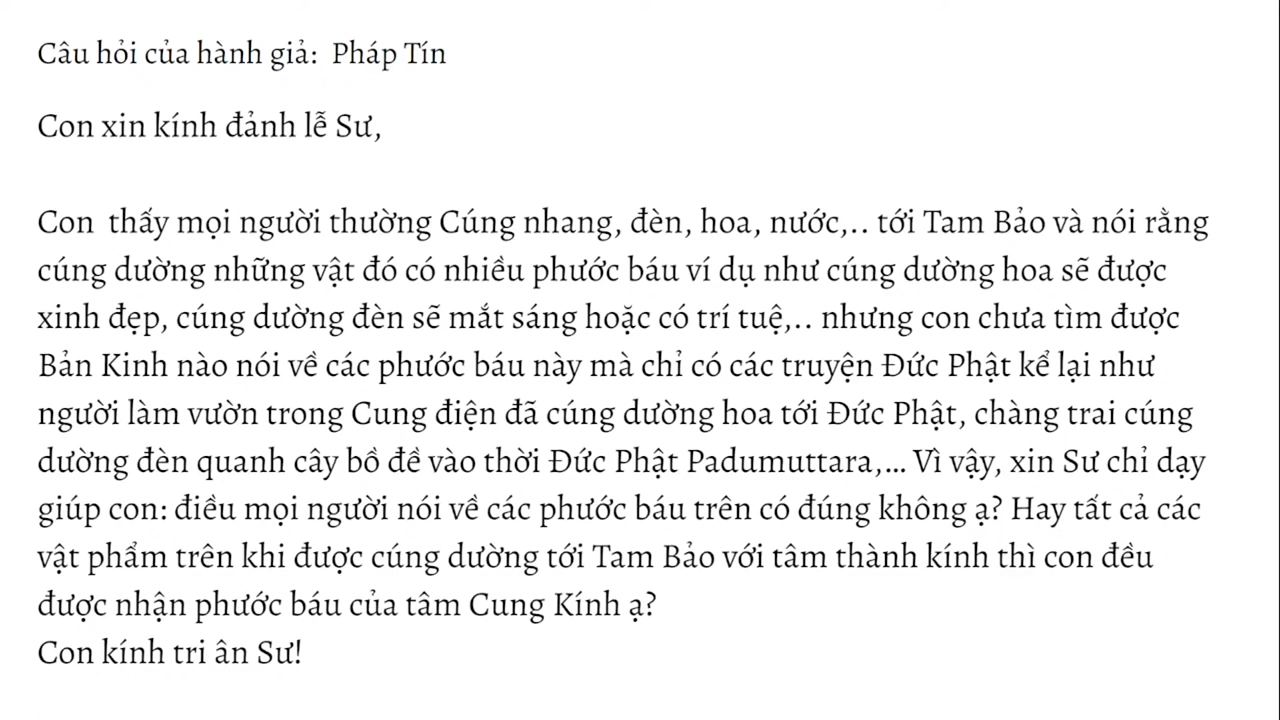 Câu hỏi của hành giả:  Pháp Tín
Con xin kính đảnh lễ Sư,
Con  thấy mọi người thường Cúng nhang, đèn, hoa, nước,.. tới Tam Bảo và nói rằng
cúng dường những vật đó có nhiều phước báu ví dụ như cúng dường hoa sẽ được
xinh đẹp, cúng dường đèn sẽ mắt sáng hoặc có trí tuệ,.. nhưng con chưa tìm được
Bản Kinh nào nói về các phước báu này mà chỉ có các truyện Đức Phật kể lại như
người làm vườn trong Cung điện đã cúng dường hoa tới Đức Phật, chàng trai cúng
dường đèn quanh cây bồ đề vào thời Đức Phật Padumuttara,... Vì vậy, xin Sư chỉ dạy
giúp con: điều mọi người nói về các phước báu trên có đúng không ạ? Hay tất cả các
vật phẩm trên khi được cúng dường tới Tam Bảo với tâm thành kính thì con đều
được nhận phước báu của tâm Cung Kính ạ?
Con kính tri ân Sư!